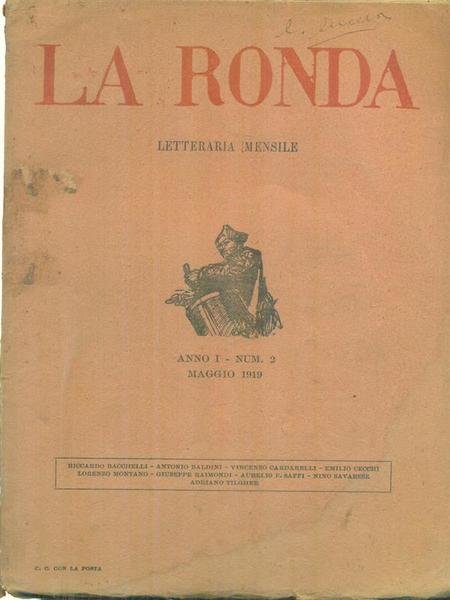 LA RONDA
LETTERARIA MENSILE
ANNO I - NUM. 2
MAGGIO 1919
RICCARDO BACCHELLI - ANTONIO BALDINI - VINCENZO CARDARELLI - EMILIO CECCHI
LORENZO MONTANO - GIUSEPPE RAIMONDI - AURELIO E. SAFFI - NINO SAVARESE
ADRIANO TILGHER
C. C. CON LA POSTA